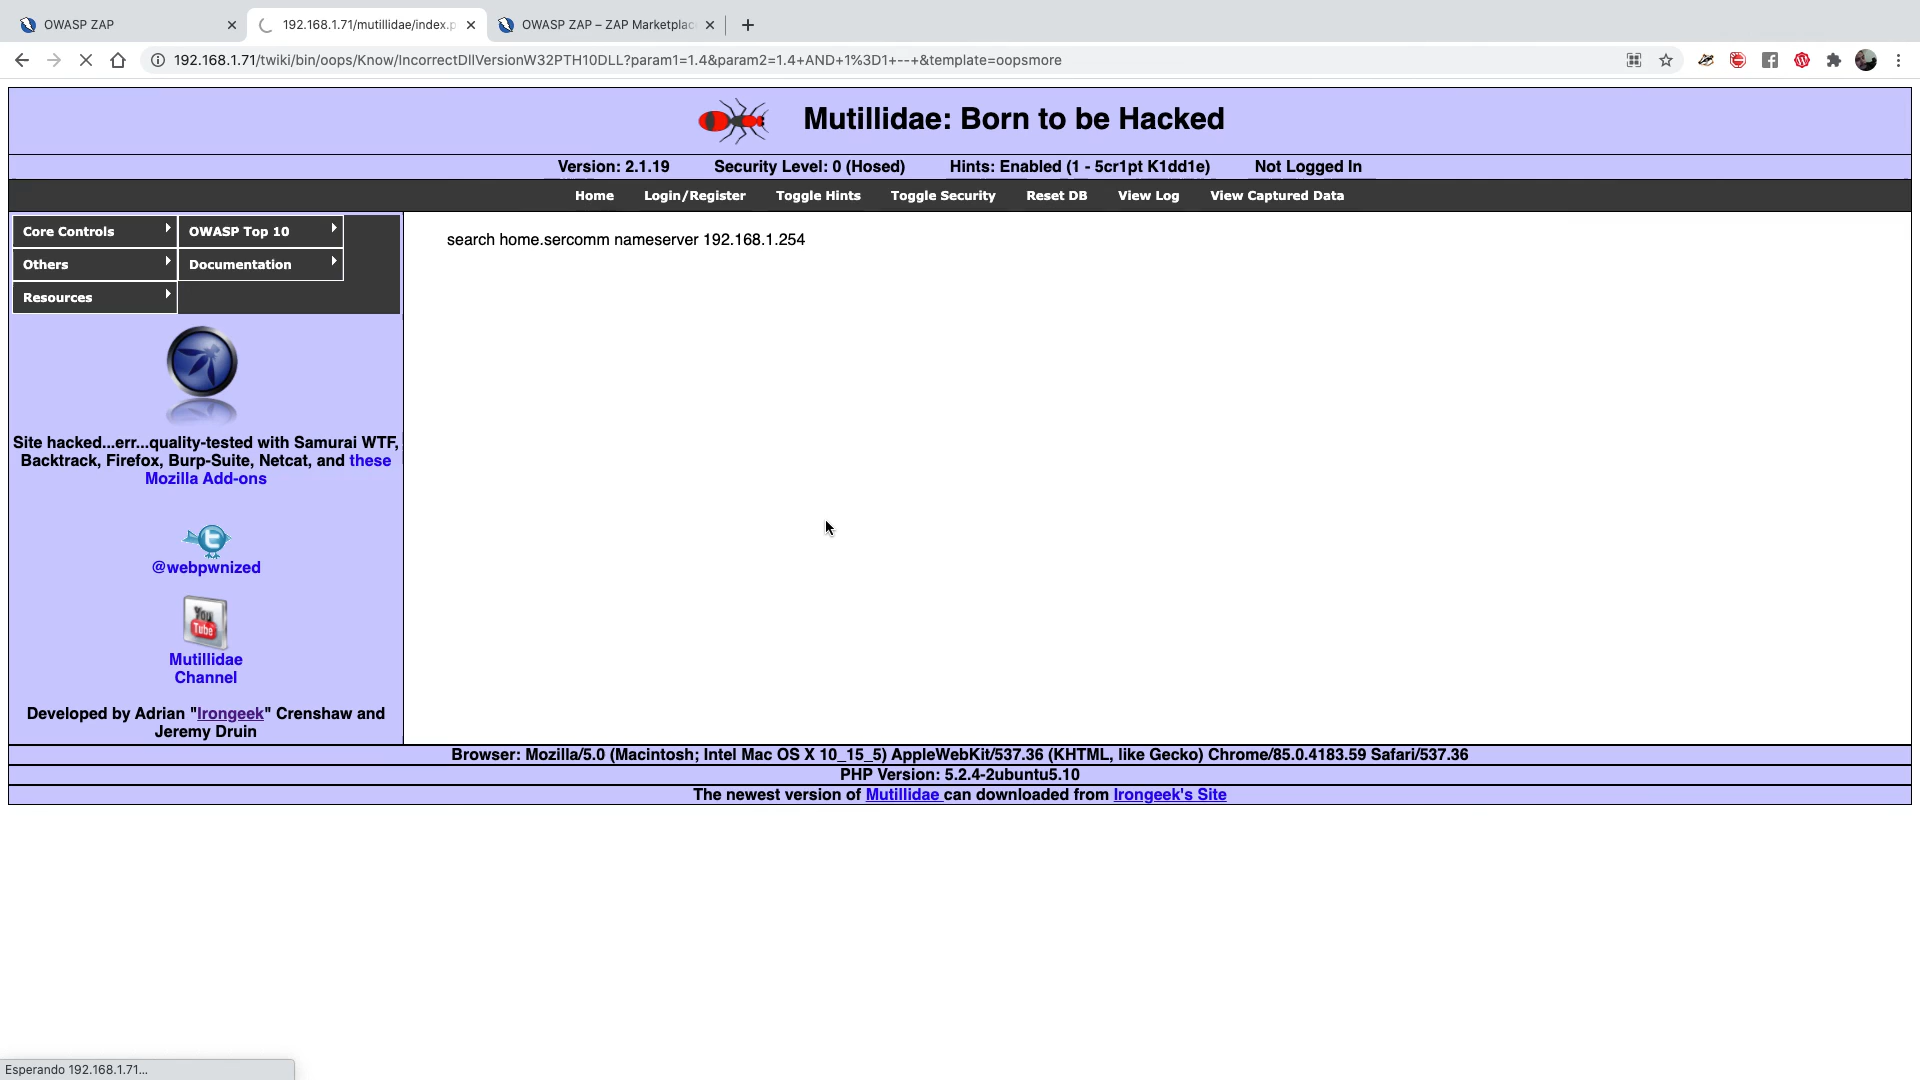 OWASP ZAP
192.168.1.71/mutillidae/index.p
OWASP ZAP – ZAP Marketplac
192.168.1.71/twiki/bin/oops/Know/IncorrectDllVersionW32PTH10DLL?param1=1.4&param2=1.4+AND+1%3D1+--+&template=oopsmore
Mutillidae: Born to be Hacked
Version: 2.1.19 Security Level: 0 (Hosed) Hints: Enabled (1 - 5cr1pt K1dd1e) Not Logged In
Home Login/Register Toggle Hints Toggle Security Reset DB View Log View Captured Data
Core Controls
OWASP Top 10
Others
Documentation
Resources
search home.sercomm nameserver 192.168.1.254
Site hacked...err...quality-tested with Samurai WTF,
Backtrack, Firefox, Burp-Suite, Netcat, and these
Mozilla Add-ons
@webpwnized
You
Tube
Mutillidae
Channel
Developed by Adrian "Irongeek" Crenshaw and
Jeremy Druin
Browser: Mozilla/5.0 (Macintosh; Intel Mac OS X 10_15_5) AppleWebKit/537.36 (KHTML, like Gecko) Chrome/85.0.4183.59 Safari/537.36
PHP Version: 5.2.4-2ubuntu5.10
The newest version of Mutillidae can downloaded from Irongeek's Site
Esperando 192.168.1.71...